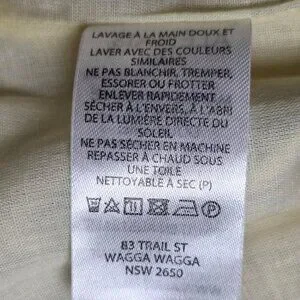 LAVAGE À LA MAIN DOUX ET
FROID
LAVER AVEC DES COULEURS
SIMILAIRES
NE PAS BLANCHIR, TREMPER,
ESSORER OU FROTTER
ENLEVER RAPIDEMENT
SÉCHER À L'ENVERS, À L'ABRI
DE LA LUMIÈRE DIRECTE DU
SOLEIL
NE PAS SÉCHER EN MACHINE
REPASSER À CHAUD SOUS
UNE TOILE
NETTOYABLE À SEC (P)
83 TRAIL ST
WAGGA WAGGA
NSW 2650